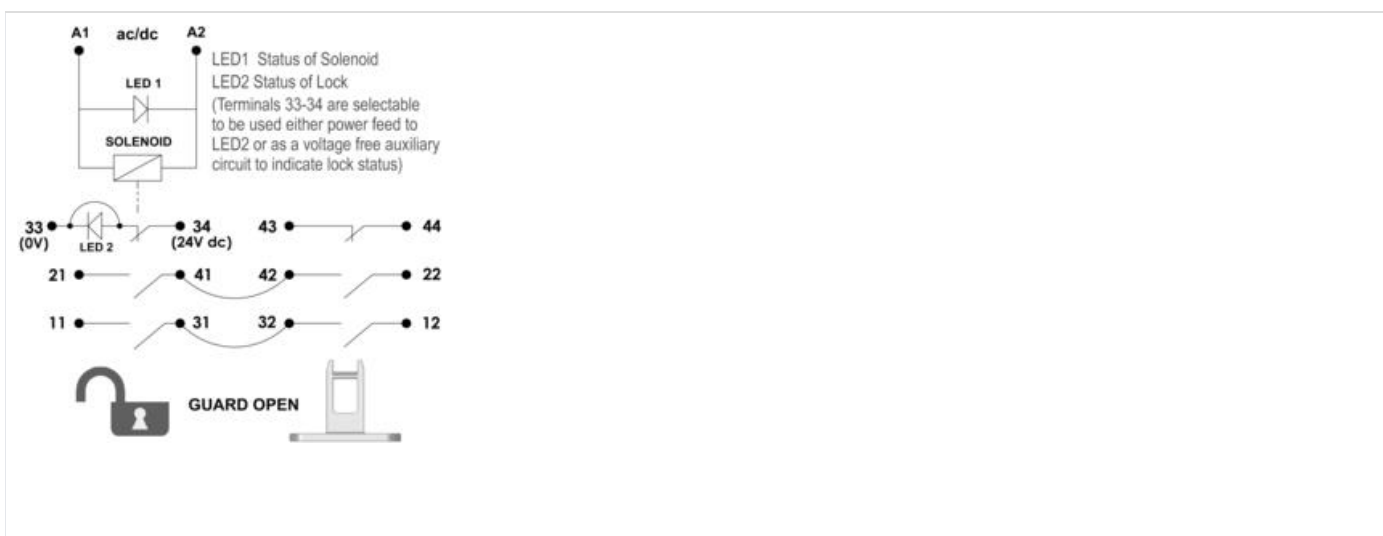 A1 ac/dc A2
LED1 Status of Solenoid
LED 1
LED2 Status of Lock
(Terminals 33-34 are selectable
to be used either power feed to
SOLENOID
LED2 or as a voltage free auxiliary
circuit to indicate lock status)
33 34 43 44
(0V) LED 2 (24V dc)
21 41 42 22
11 31 32 12
GUARD OPEN